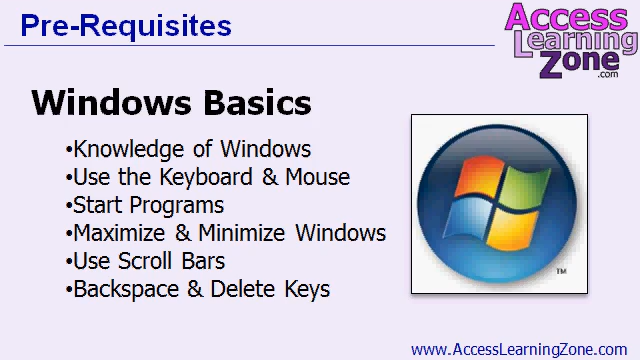 Pre-Requisites
Access
Learning
Zone
.com
Windows Basics
•Knowledge of Windows
•Use the Keyboard & Mouse
•Start Programs
•Maximize & Minimize Windows
•Use Scroll Bars
•Backspace & Delete Keys
TM
www.AccessLearningZone.com